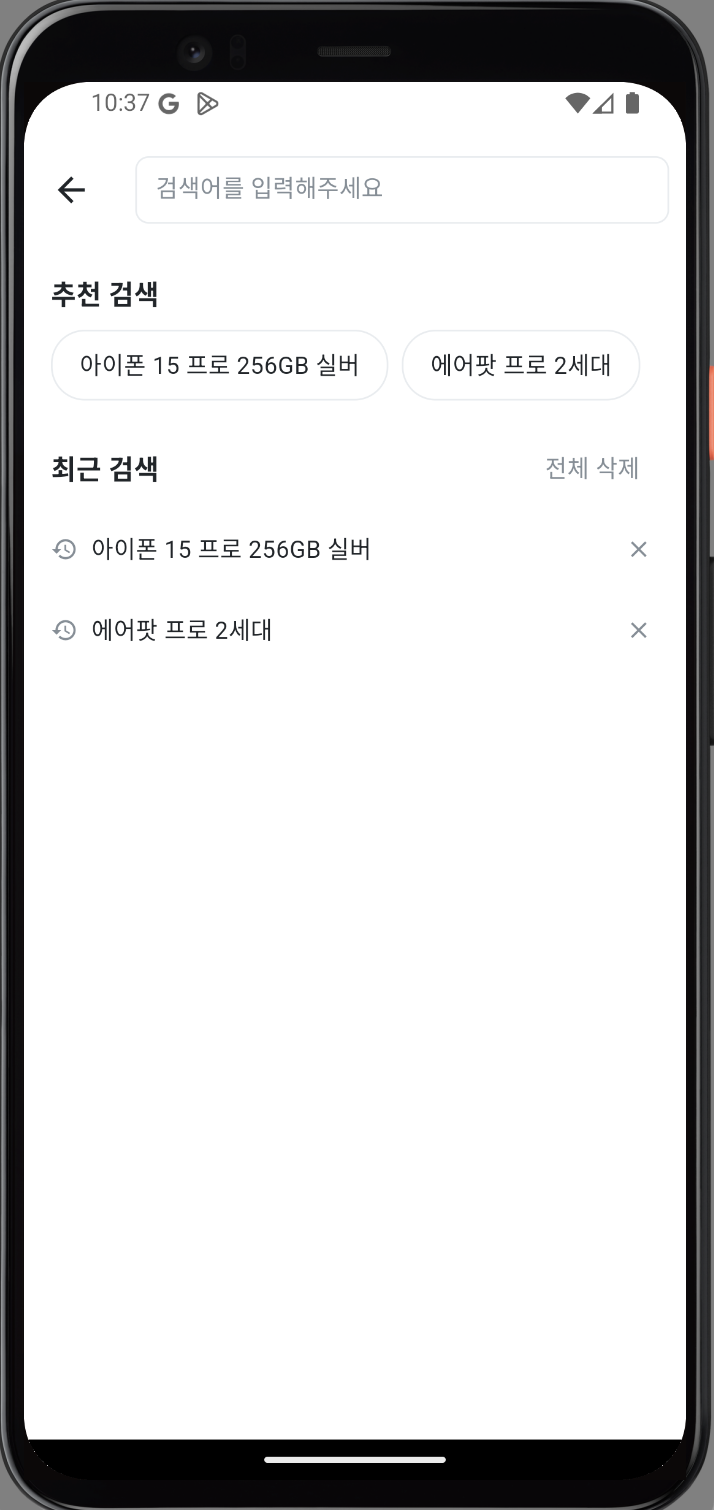 10:37
검색어를 입력해주세요
추천 검색
아이폰 15 프로 256GB 실버
에어팟 프로 2세대
최근 검색
전체 삭제
아이폰 15 프로 256GB 실버
에어팟 프로 2세대